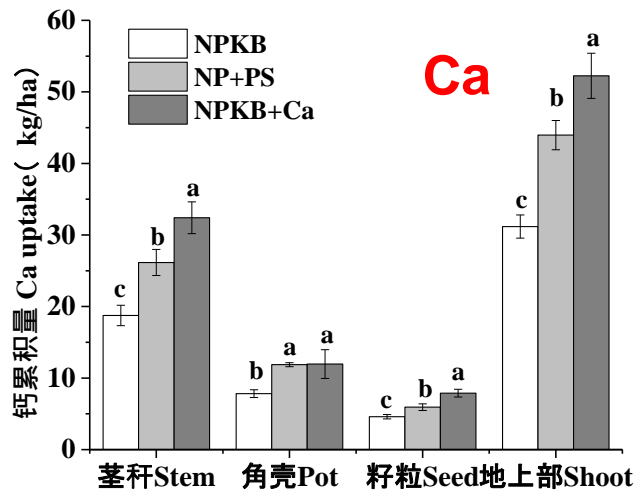 60
50
40
30
20
10
0
钙累积量 Ca uptake( kg/ha)
NPKB
NP+PS
NPKB+Ca
Ca
c
b
a
b
a
a
c
b
a
c
b
a
茎秆Stem 角壳Pot 籽粒Seed 地上部Shoot